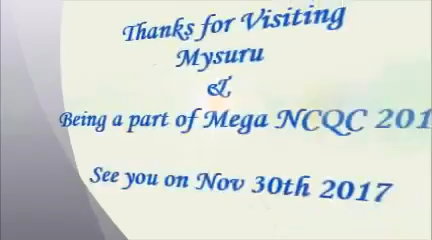 Thanks for Visiting
Mysuru
&
Being a part of Mega NCQC 201
See you on Nov 30th 2017